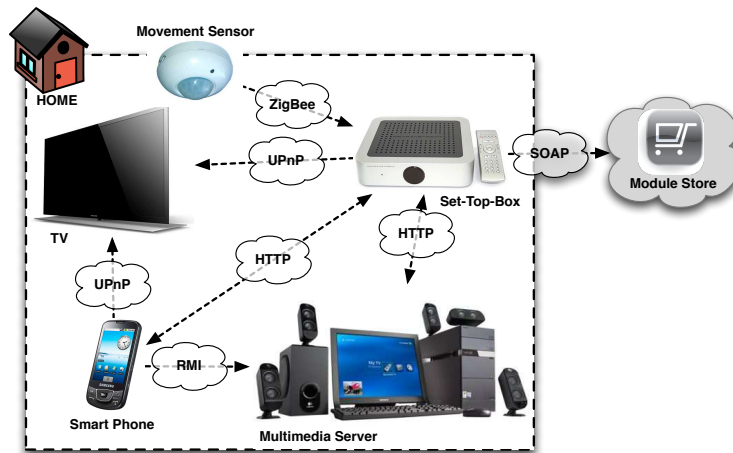 Movement Sensor
HOME
ZigBee
UPnP
SOAP
Module Store
Set-Top-Box
TV
HTTP
HTTP
UPnP
RMI
Smart Phone
Multimedia Server